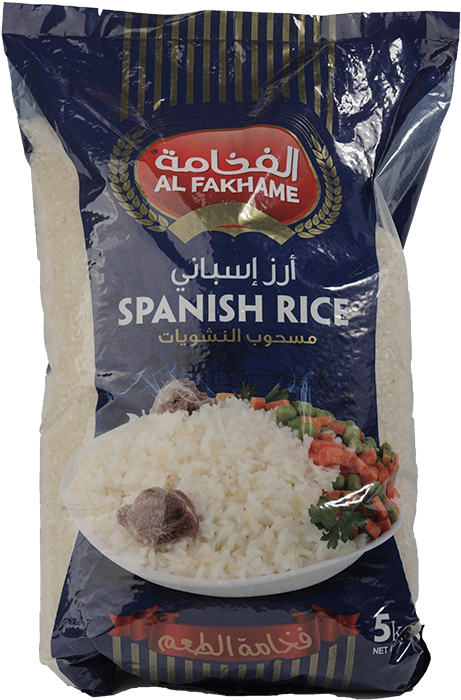 الفخامة
AL FAKHAME
أرز إسباني
SPANISH RICE
مسحوب النشويات
فخامة الطعم
5
NET